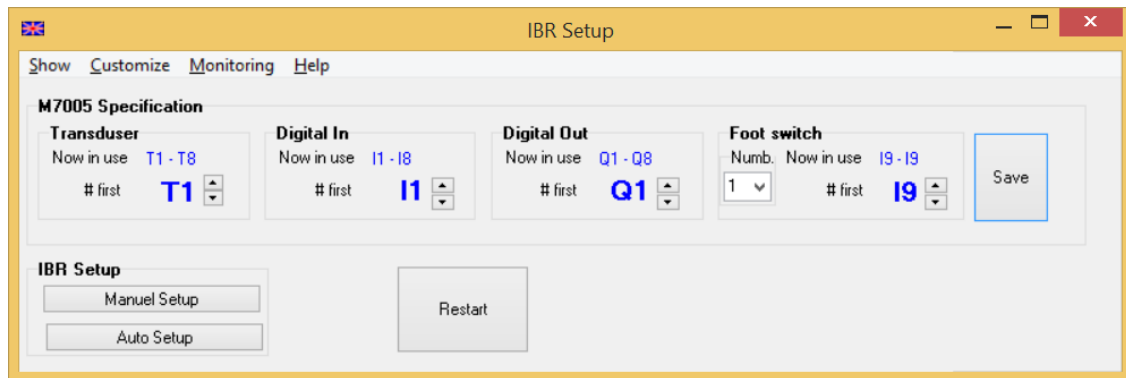 IBR Setup
Show Customize Monitoring Help
M7005 Specification
Transduser
Now in use T1 - T8
# first T1
Digital In
Now in use I1 - I8
# first I1
Digital Out
Now in use Q1 - Q8
# first Q1
Foot switch
Numb. Now in use I9 - I9
1 # first I9
Save
IBR Setup
Manuel Setup
Auto Setup
Restart